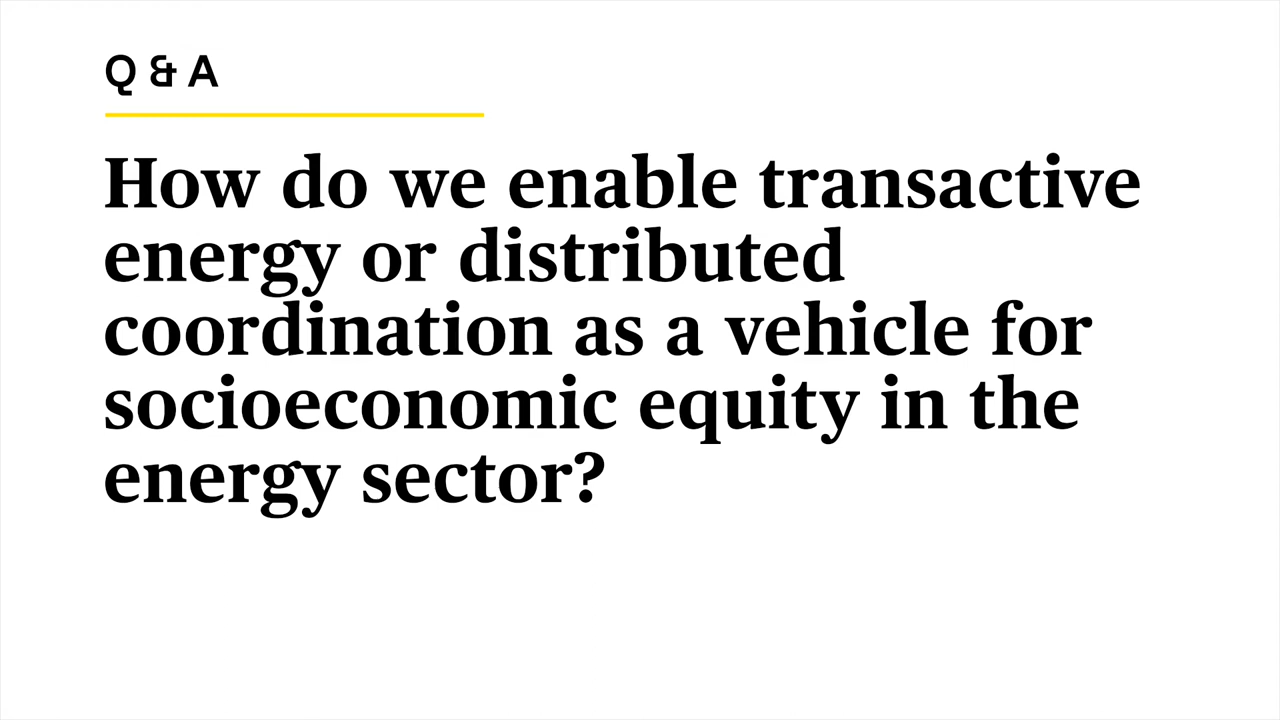 Q & A
How do we enable transactive
energy or distributed
coordination as a vehicle for
socioeconomic equity in the
energy sector?